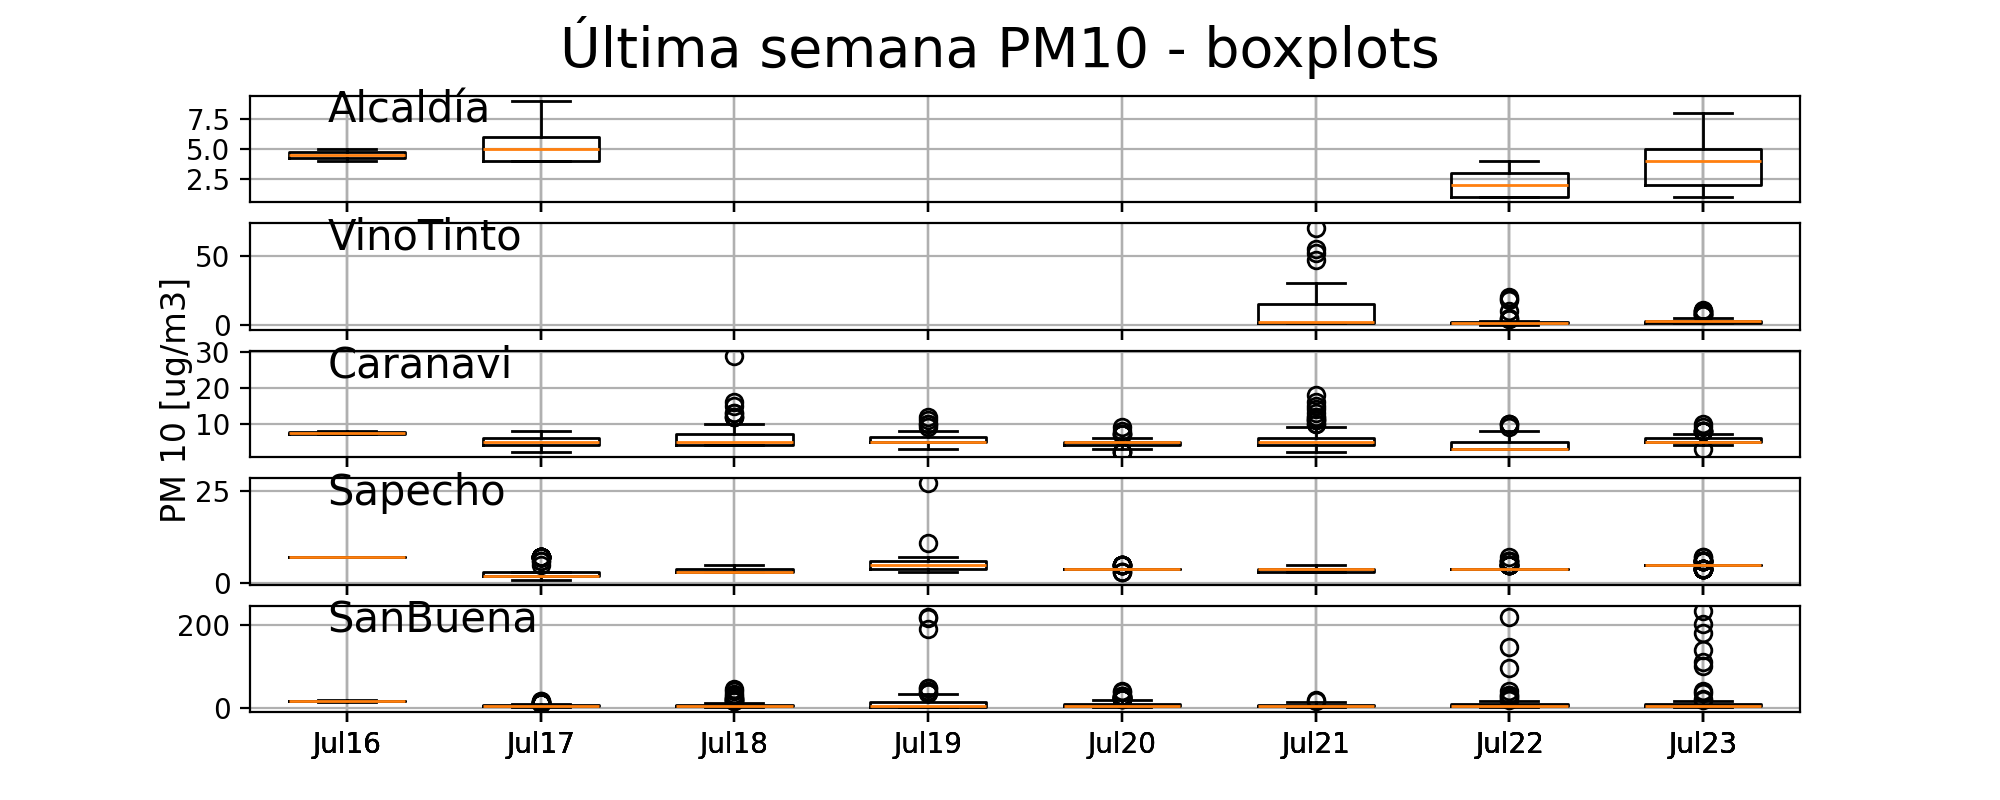 Última semana PM10 - boxplots
Alcaldía
7.5
5.0
2.5
VinoTinto
50
0
PM 10 [ug/m3]
Caranavi
30
20
10
Sapecho
25
0
SanBuena
200
0
Jul16 Jul17 Jul18 Jul19 Jul20 Jul21 Jul22 Jul23